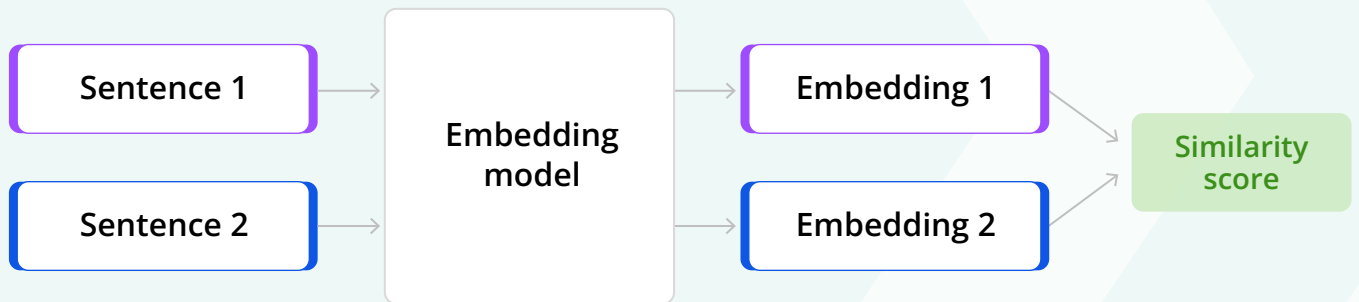 Sentence 1
Embedding 1
Embedding
model
Similarity
score
Sentence 2
Embedding 2